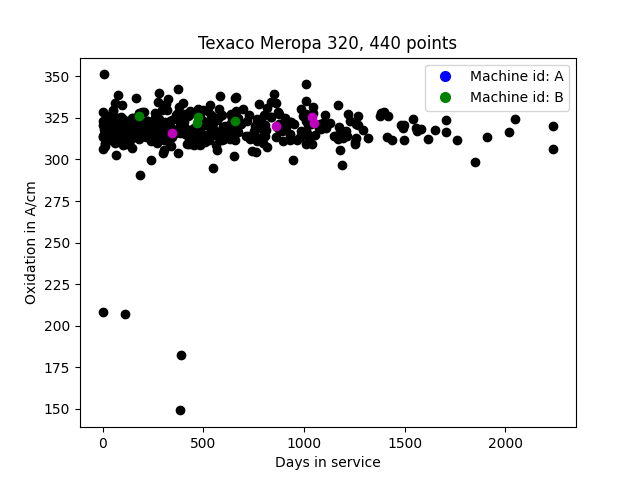 Texaco Meropa 320, 440 points
Machine id: A
Machine id: B
350
325
300
275
250
225
200
175
150
Oxidation in A/cm
0
500
1000
1500
2000
Days in service